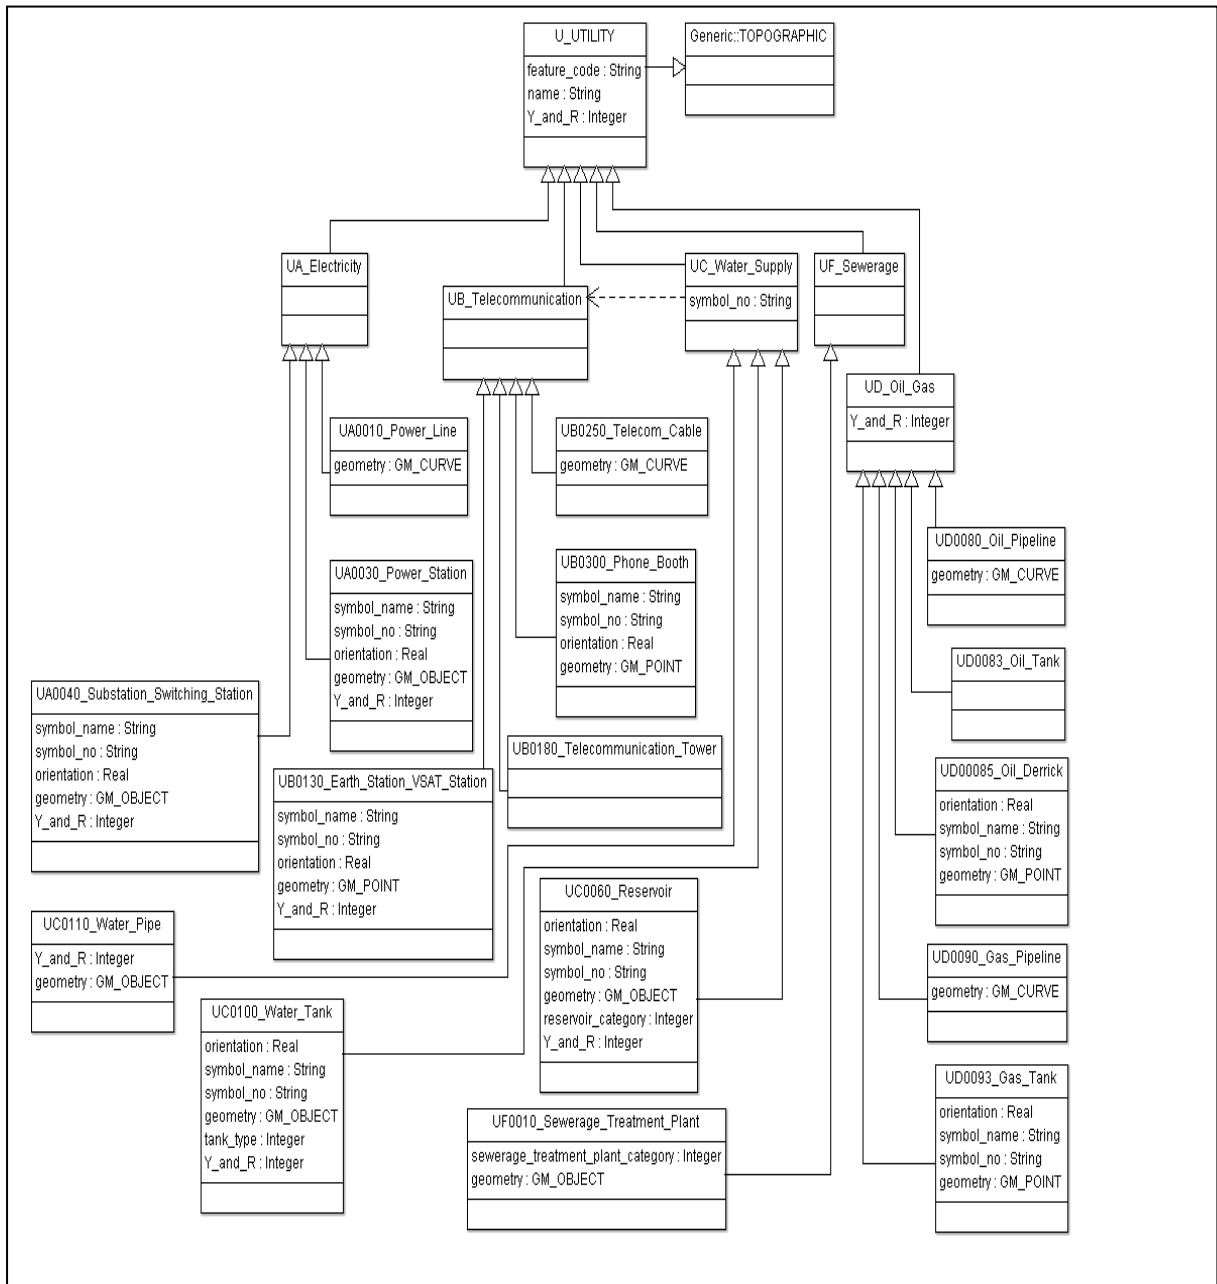 U_UTILITY
feature_code : String
name : String
Y_and_R : Integer
Generic::TOPOGRAPHIC
UA_Electricity
UB_Telecommunication
UC_Water_Supply
symbol_no : String
UF_Sewerage
UD_Oil_Gas
Y_and_R : Integer
UA0010_Power_Line
geometry : GM_CURVE
UB0250_Telecom_Cable
geometry : GM_CURVE
UD0080_Oil_Pipeline
geometry : GM_CURVE
UA0030_Power_Station
symbol_name : String
symbol_no : String
orientation : Real
geometry : GM_OBJECT
Y_and_R : Integer
UB0300_Phone_Booth
symbol_name : String
symbol_no : String
orientation : Real
geometry : GM_POINT
UD0083_Oil_Tank
UA0040_Substation_Switching_Station
symbol_name : String
symbol_no : String
orientation : Real
geometry : GM_OBJECT
Y_and_R : Integer
UB0180_Telecommunication_Tower
UB0130_Earth_Station_VSAT_Station
symbol_name : String
symbol_no : String
orientation : Real
geometry : GM_POINT
Y_and_R : Integer
UD00085_Oil_Derrick
orientation : Real
symbol_name : String
symbol_no : String
geometry : GM_POINT
UC0110_Water_Pipe
Y_and_R : Integer
geometry : GM_OBJECT
UC0060_Reservoir
orientation : Real
symbol_name : String
symbol_no : String
geometry : GM_OBJECT
reservoir_category : Integer
Y_and_R : Integer
UD0090_Gas_Pipeline
geometry : GM_CURVE
UC0100_Water_Tank
orientation : Real
symbol_name : String
symbol_no : String
geometry : GM_OBJECT
tank_type : Integer
Y_and_R : Integer
UF0010_Sewerage_Treatment_Plant
sewerage_treatment_plant_category : Integer
geometry : GM_OBJECT
UD0093_Gas_Tank
orientation : Real
symbol_name : String
symbol_no : String
geometry : GM_POINT